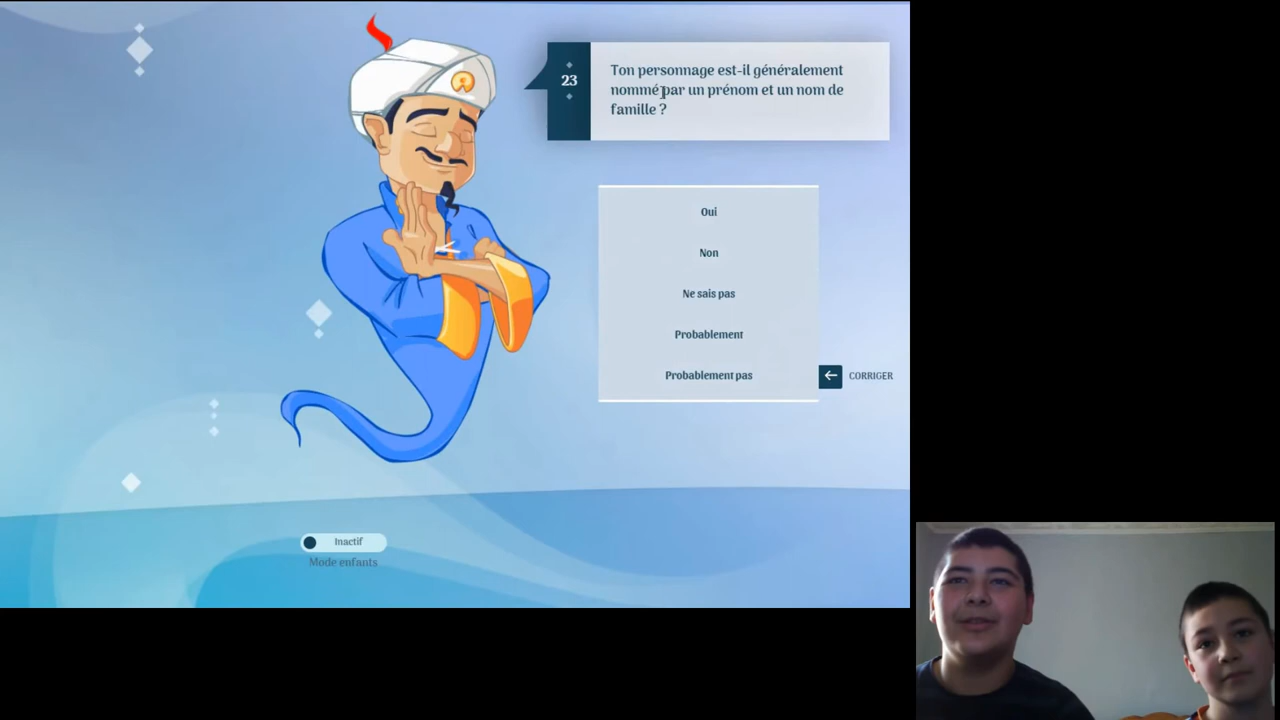 23
Ton personnage est-il généralement
nommé par un prénom et un nom de
famille ?
Oui
Non
Ne sais pas
Probablement
Probablement pas
CORRIGER
Inactif
Mode enfants